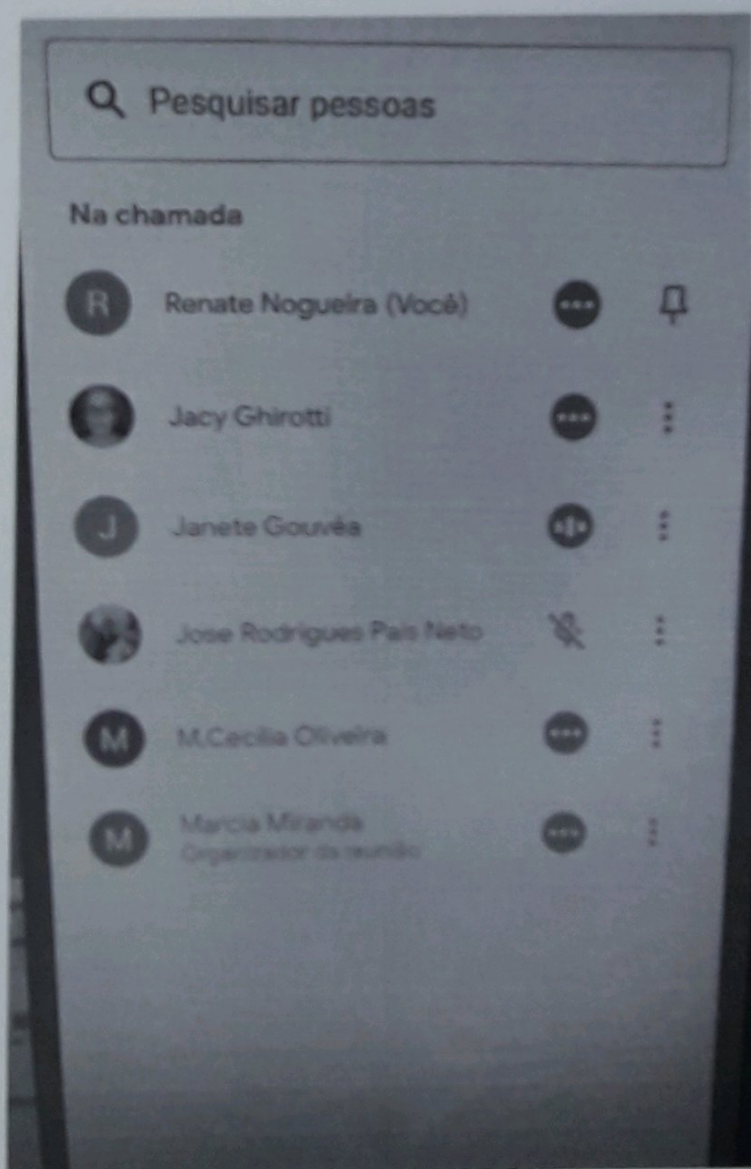 Pesquisar pessoas
Na chamada
R Renate Nogueira (Você)
Jacy Ghirotti
J Janete Gouvêa
Jose Rodrigues Pais Neto
M M.Cecilia Oliveira
M Marcia Miranda
Organizador da reunião